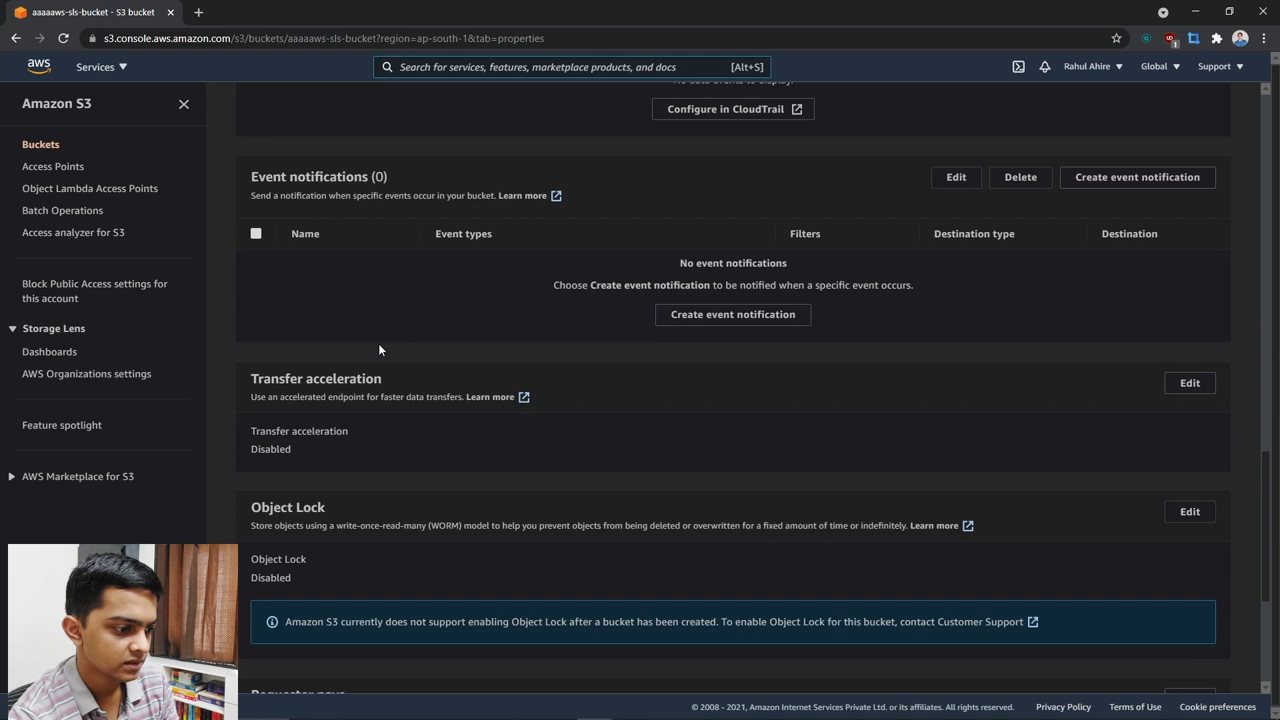 aaaaaws-sls-bucket - S3 bucket
s3.console.aws.amazon.com/s3/buckets/aaaaaws-sls-bucket?region=ap-south-1&tab=properties
aws
Services
Search for services, features, marketplace products, and docs
[Alt+S]
Rahul Ahire
Global
Support
Amazon S3
Buckets
Access Points
Object Lambda Access Points
Batch Operations
Access analyzer for S3
Block Public Access settings for
this account
Storage Lens
Dashboards
AWS Organizations settings
Feature spotlight
AWS Marketplace for S3
No data events to display.
Configure in CloudTrail
Event notifications (0)
Send a notification when specific events occur in your bucket. Learn more
Edit
Delete
Create event notification
Name
Event types
Filters
Destination type
Destination
No event notifications
Choose Create event notification to be notified when a specific event occurs.
Create event notification
Transfer acceleration
Use an accelerated endpoint for faster data transfers. Learn more
Edit
Transfer acceleration
Disabled
Object Lock
Store objects using a write-once-read-many (WORM) model to help you prevent objects from being deleted or overwritten for a fixed amount of time or indefinitely. Learn more
Edit
Object Lock
Disabled
Amazon S3 currently does not support enabling Object Lock after a bucket has been created. To enable Object Lock for this bucket, contact Customer Support
Requester pays
© 2008 - 2021, Amazon Internet Services Private Ltd. or its affiliates. All rights reserved.
Privacy Policy
Terms of Use
Cookie preferences